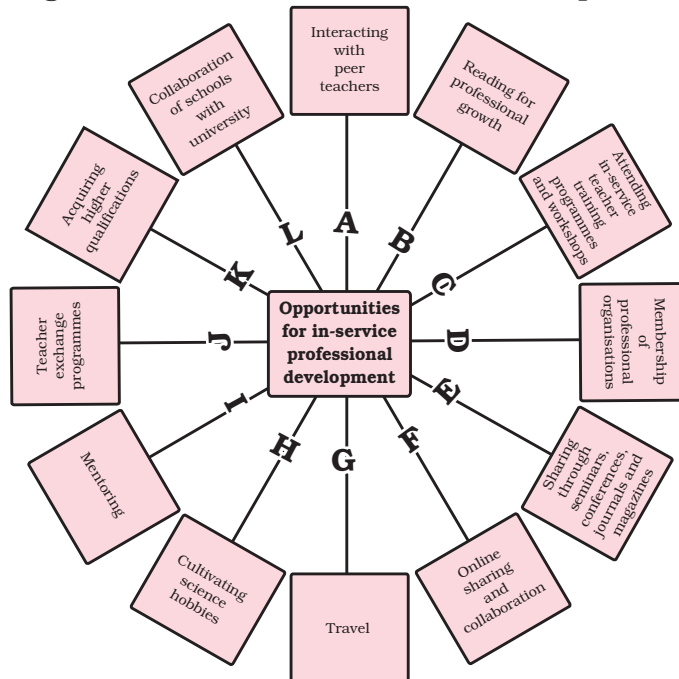 Interacting
with
peer
teachers
A
Reading for
professional
growth
B
Attending
in-service
teacher
training
programmes
and workshops
C
Membership
of
professional
organisations
D
Sharing
through
seminars,
conferences,
journals and
magazines
E
Online
sharing
and
collaboration
F
Travel
G
Cultivating
science
hobbies
H
Mentoring
I
Teacher
exchange
programmes
J
Acquiring
higher
qualifications
K
Collaboration
of schools
with
university
L
Opportunities
for in-service
professional
development